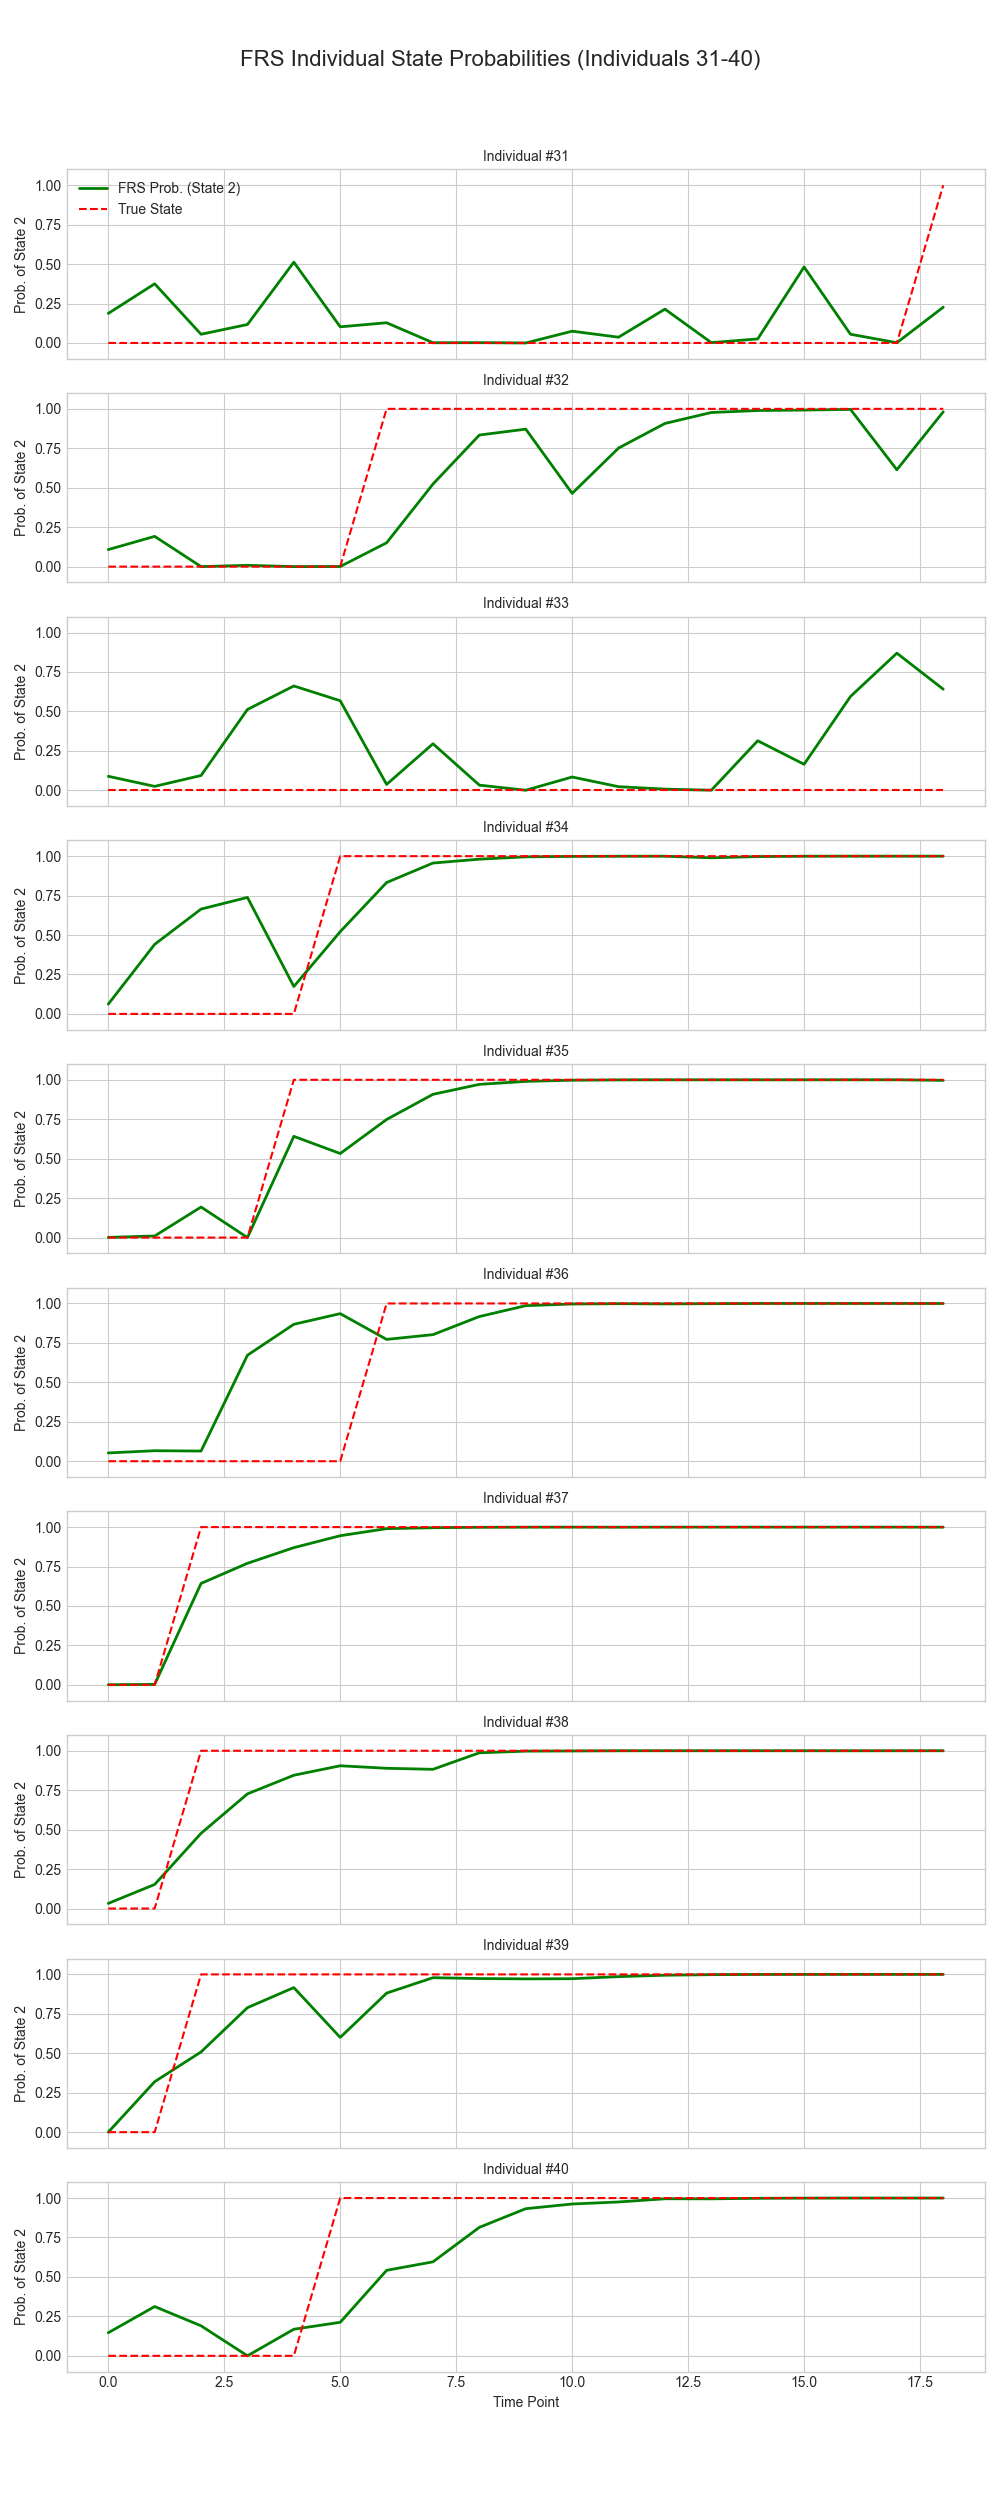 FRS Individual State Probabilities (Individuals 31-40)
Individual #31
FRS Prob. (State 2)
True State
Prob. of State 2
1.00
0.75
0.50
0.25
0.00
Individual #32
Prob. of State 2
1.00
0.75
0.50
0.25
0.00
Individual #33
Prob. of State 2
1.00
0.75
0.50
0.25
0.00
Individual #34
Prob. of State 2
1.00
0.75
0.50
0.25
0.00
Individual #35
Prob. of State 2
1.00
0.75
0.50
0.25
0.00
Individual #36
Prob. of State 2
1.00
0.75
0.50
0.25
0.00
Individual #37
Prob. of State 2
1.00
0.75
0.50
0.25
0.00
Individual #38
Prob. of State 2
1.00
0.75
0.50
0.25
0.00
Individual #39
Prob. of State 2
1.00
0.75
0.50
0.25
0.00
Individual #40
Prob. of State 2
1.00
0.75
0.50
0.25
0.00
0.0 2.5 5.0 7.5 10.0 12.5 15.0 17.5
Time Point